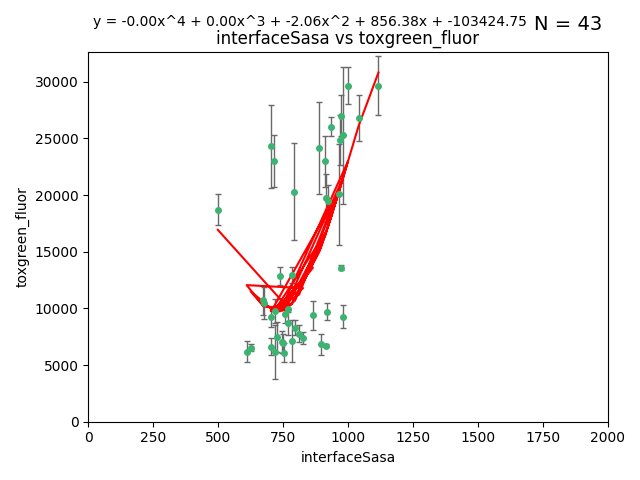 y = -0.00x^4 + 0.00x^3 + -2.06x^2 + 856.38x + -103424.75 N = 43
interfaceSasa vs toxgreen_fluor
30000
25000
20000
15000
10000
5000
0
toxgreen_fluor
0 250 500 750 1000 1250 1500 1750 2000
interfaceSasa